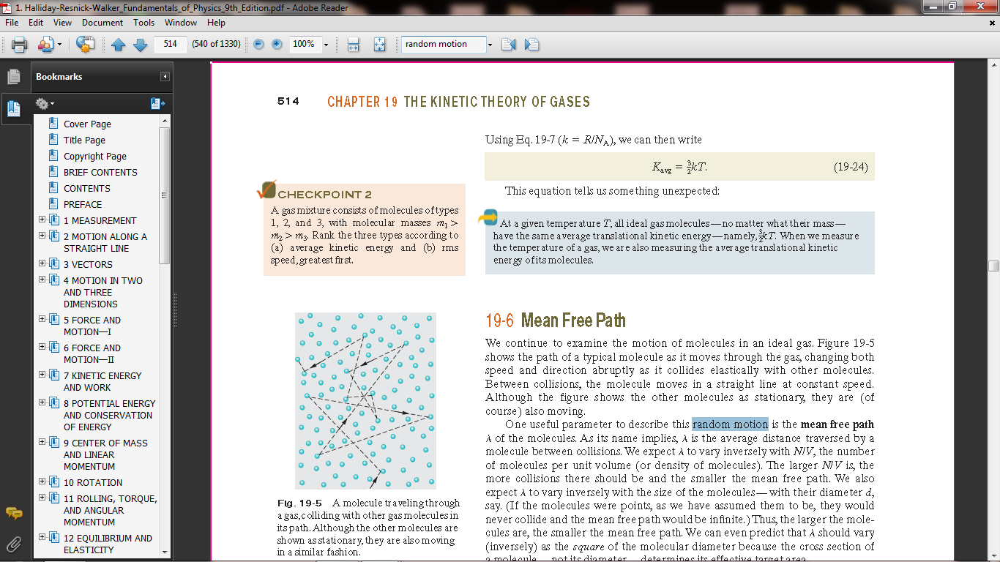 1. Halliday-Resnick-Walker_Fundamentals_of_Physics_9th_Edition.pdf - Adobe Reader
File Edit View Document Tools Window Help
514 (540 of 1330) 100% random motion
Bookmarks
Cover Page
Title Page
Copyright Page
BRIEF CONTENTS
CONTENTS
PREFACE
1 MEASUREMENT
2 MOTION ALONG A
STRAIGHT LINE
3 VECTORS
4 MOTION IN TWO
AND THREE
DIMENSIONS
5 FORCE AND
MOTION—I
6 FORCE AND
MOTION—II
7 KINETIC ENERGY
AND WORK
8 POTENTIAL ENERGY
AND CONSERVATION
OF ENERGY
9 CENTER OF MASS
AND LINEAR
MOMENTUM
10 ROTATION
11 ROLLING, TORQUE,
AND ANGULAR
MOMENTUM
12 EQUILIBRIUM AND
ELASTICITY
514 CHAPTER 19 THE KINETIC THEORY OF GASES
Using Eq. 19-7 (k = R/N_A), we can then write
K_avg = 3/2 kT. (19-24)
This equation tells us something unexpected:
At a given temperature T, all ideal gas molecules—no matter what their mass—
have the same average translational kinetic energy—namely, 3/2 kT. When we measure
the temperature of a gas, we are also measuring the average translational kinetic
energy of its molecules.
CHECKPOINT 2
A gas mixture consists of molecules of types
1, 2, and 3, with molecular masses m₁ >
m₂ > m₃. Rank the three types according to
(a) average kinetic energy and (b) rms
speed, greatest first.
Fig. 19-5 A molecule traveling through
a gas, colliding with other gas molecules in
its path. Although the other molecules are
shown as stationary, they are also moving
in a similar fashion.
19-6 Mean Free Path
We continue to examine the motion of molecules in an ideal gas. Figure 19-5
shows the path of a typical molecule as it moves through the gas, changing both
speed and direction abruptly as it collides elastically with other molecules.
Between collisions, the molecule moves in a straight line at constant speed.
Although the figure shows the other molecules as stationary, they are (of
course) also moving.
One useful parameter to describe this random motion is the mean free path
λ of the molecules. As its name implies, λ is the average distance traversed by a
molecule between collisions. We expect λ to vary inversely with N/V, the number
of molecules per unit volume (or density of molecules). The larger N/V is, the
more collisions there should be and the smaller the mean free path. We also
expect λ to vary inversely with the size of the molecules—with their diameter d,
say. (If the molecules were points, as we have assumed them to be, they would
never collide and the mean free path would be infinite.) Thus, the larger the mole-
cules are, the smaller the mean free path. We can even predict that λ should vary
(inversely) as the square of the molecular diameter because the cross section of
a molecule—not its diameter—determines its effective target area.